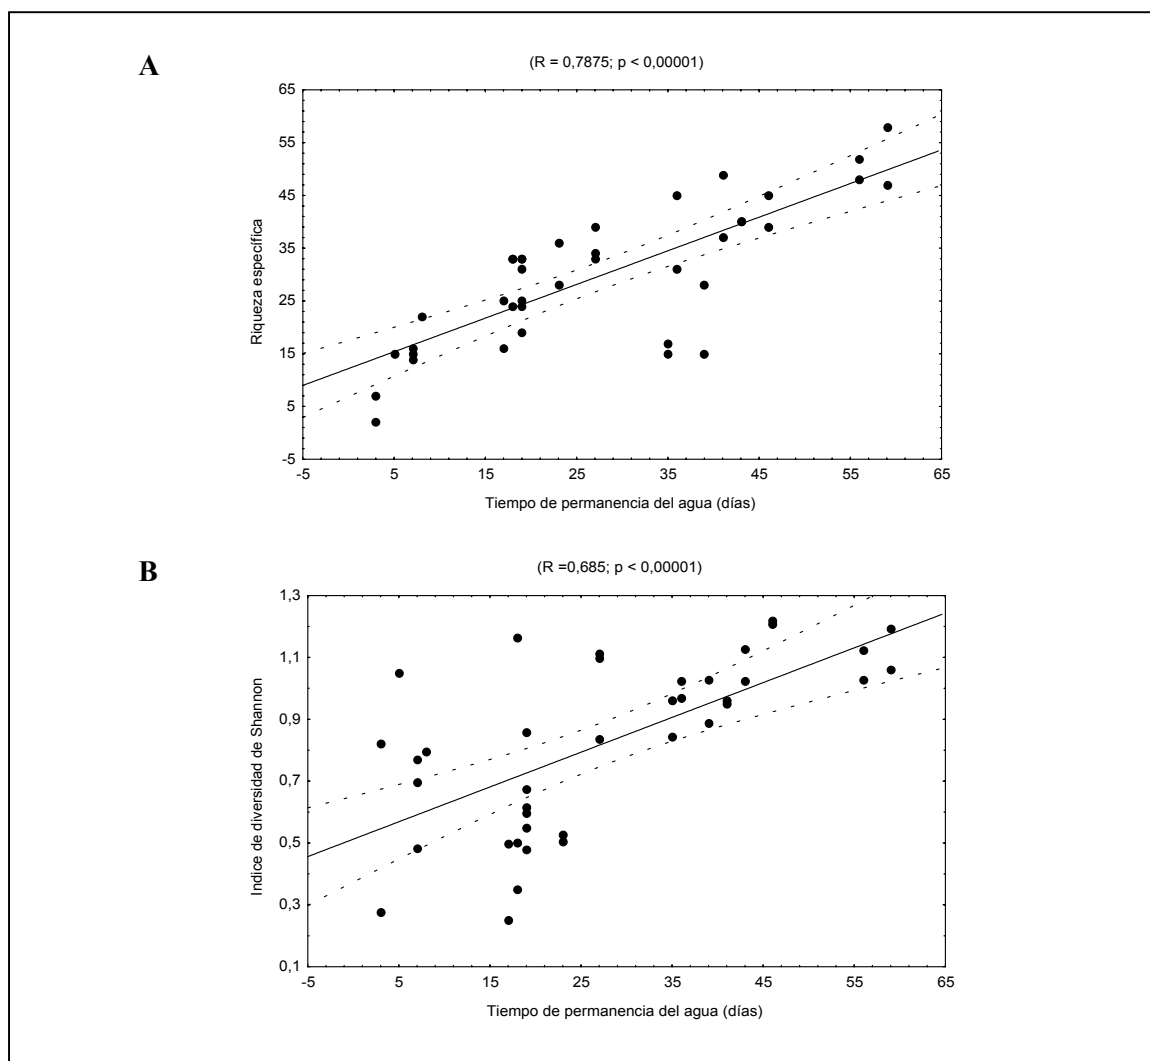 A
(R = 0,7875; p < 0,00001)
65
55
45
35
25
15
5
-5
Riqueza específica
-5 5 15 25 35 45 55 65
Tiempo de permanencia del agua (días)
B
(R =0,685; p < 0,00001)
1,3
1,1
0,9
0,7
0,5
0,3
0,1
Indice de diversidad de Shannon
-5 5 15 25 35 45 55 65
Tiempo de permanencia del agua (días)